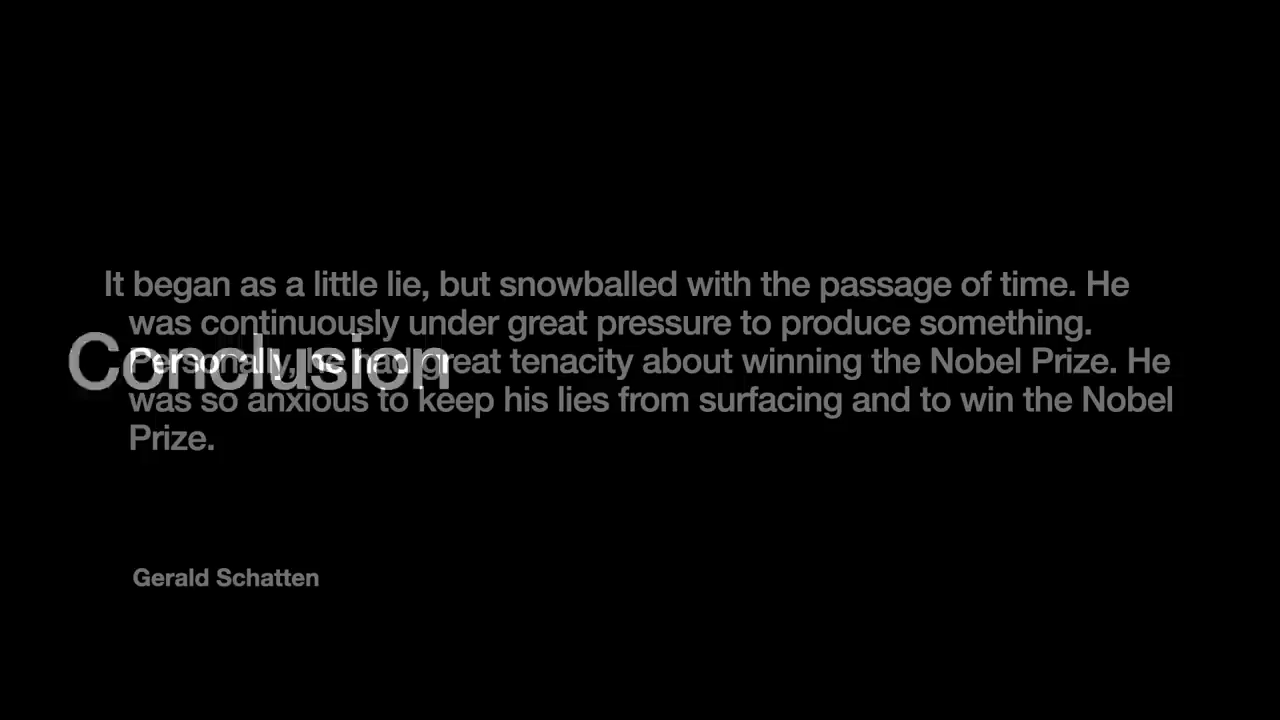 It began as a little lie, but snowballed with the passage of time. He
was continuously under great pressure to produce something.
Conclusion
Personally, he had great tenacity about winning the Nobel Prize. He
was so anxious to keep his lies from surfacing and to win the Nobel
Prize.
Gerald Schatten